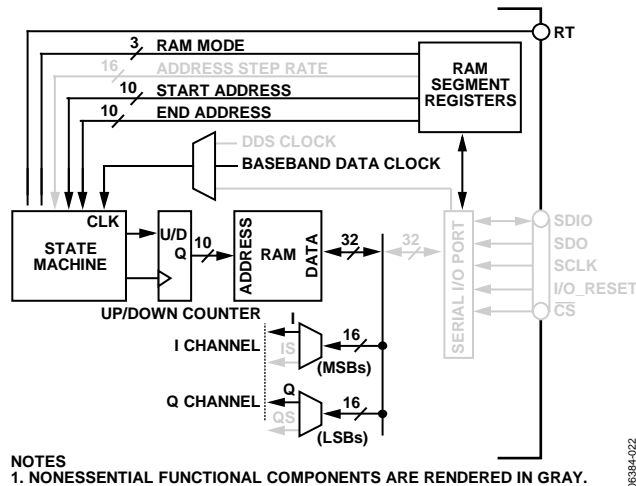 RT
3 RAM MODE
16 ADDRESS STEP RATE
10 START ADDRESS
10 END ADDRESS
RAM
SEGMENT
REGISTERS
DDS CLOCK
BASEBAND DATA CLOCK
CLK
STATE
MACHINE
U/D
Q
10
ADDRESS
RAM
DATA
32
32
SERIAL I/O PORT
SDIO
SDO
SCLK
I/O_RESET
CS
UP/DOWN COUNTER
I CHANNEL
I
IS
16
(MSBs)
Q CHANNEL
Q
QS
16
(LSBs)
NOTES
1. NONESSENTIAL FUNCTIONAL COMPONENTS ARE RENDERED IN GRAY.
06384-022